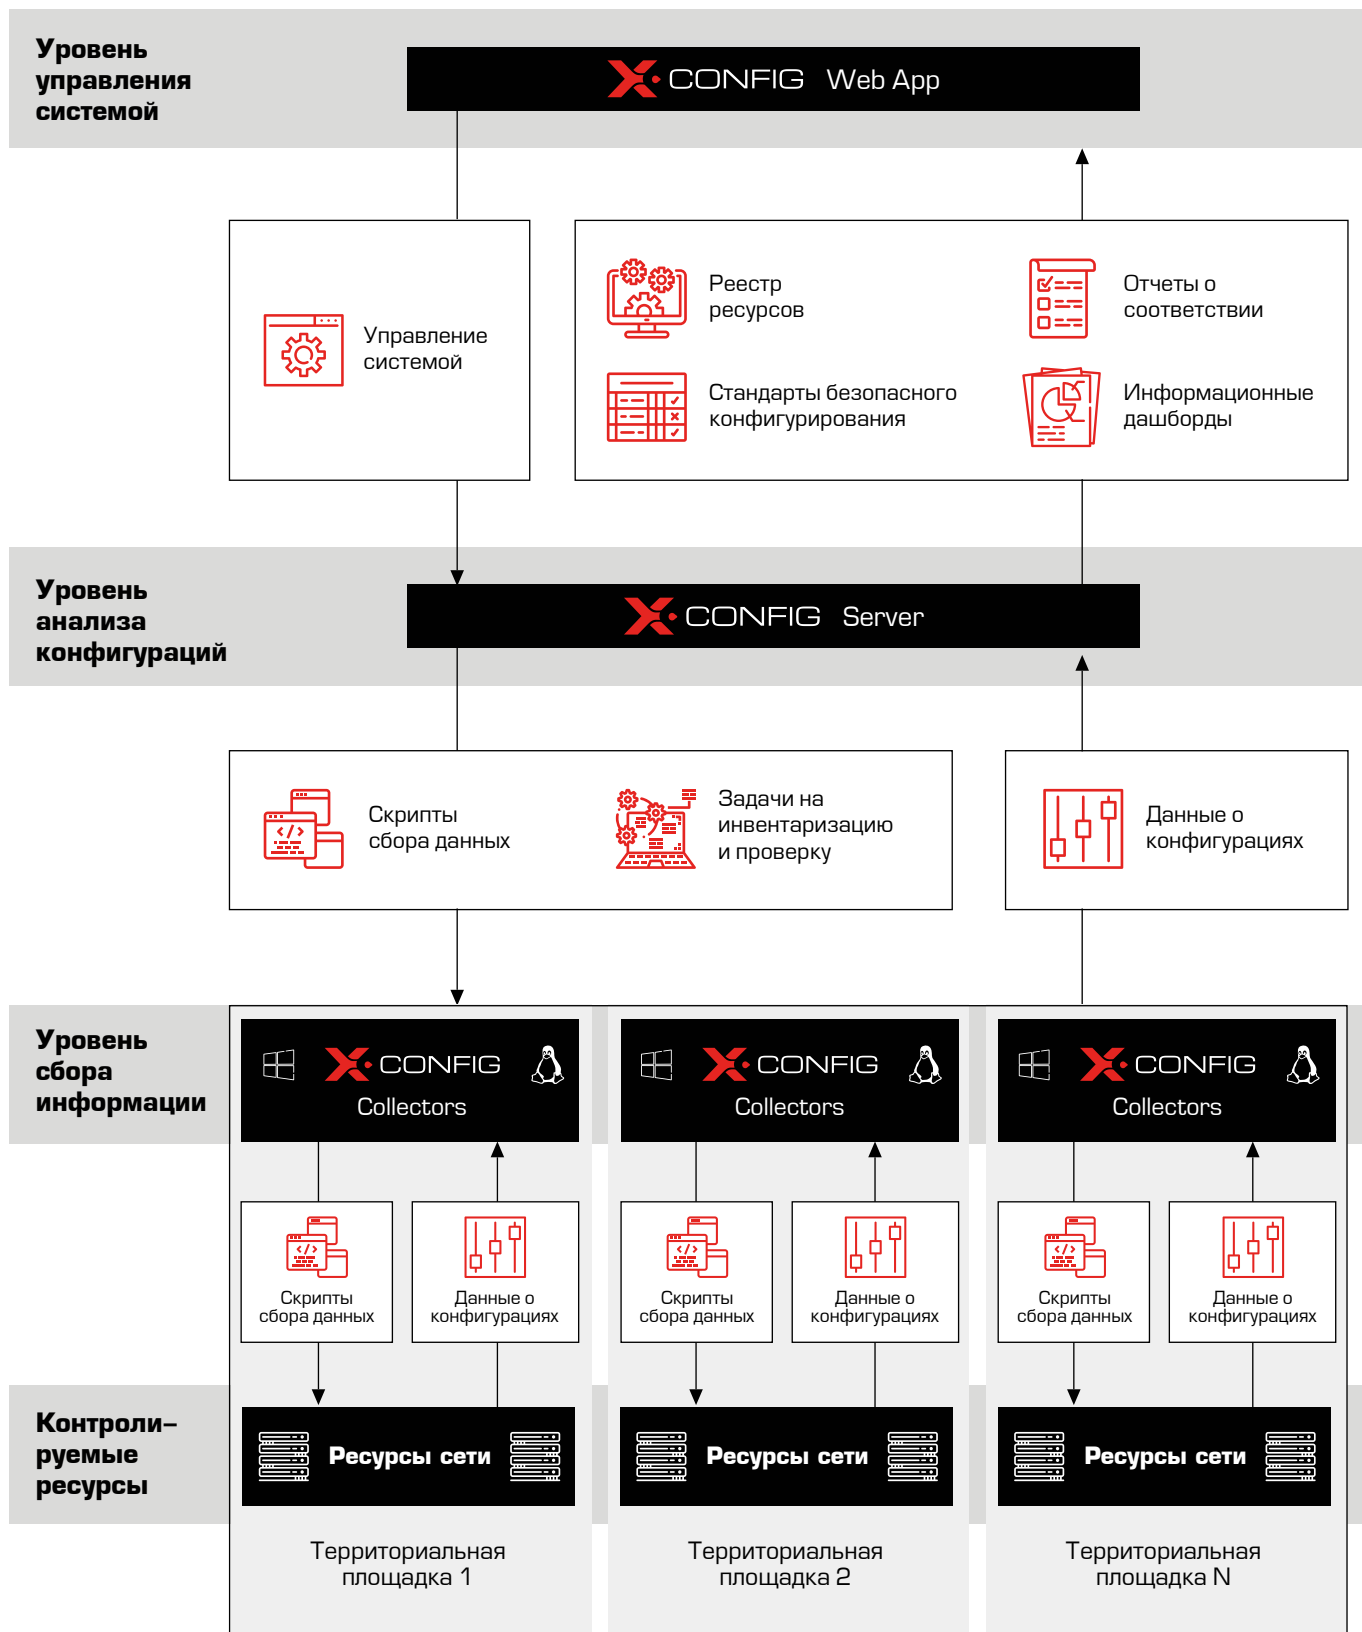 Уровень
управления
системой
X·CONFIG Web App
Управление
системой
Реестр
ресурсов
Отчеты о
соответствии
Стандарты безопасного
конфигурирования
Информационные
дашборды
Уровень
анализа
конфигураций
X·CONFIG Server
Скрипты
сбора данных
Задачи на
инвентаризацию
и проверку
Данные о
конфигурациях
Уровень
сбора
информации
X·CONFIG
Collectors
X·CONFIG
Collectors
X·CONFIG
Collectors
Скрипты
сбора данных
Данные о
конфигурациях
Скрипты
сбора данных
Данные о
конфигурациях
Скрипты
сбора данных
Данные о
конфигурациях
Контроли-
руемые
ресурсы
Ресурсы сети
Ресурсы сети
Ресурсы сети
Территориальная
площадка 1
Территориальная
площадка 2
Территориальная
площадка N